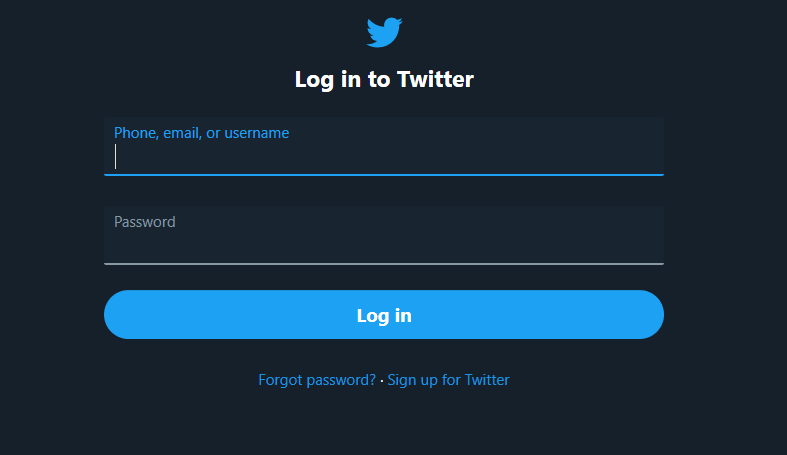 Log in to Twitter
Phone, email, or username
Password
Log in
Forgot password? · Sign up for Twitter